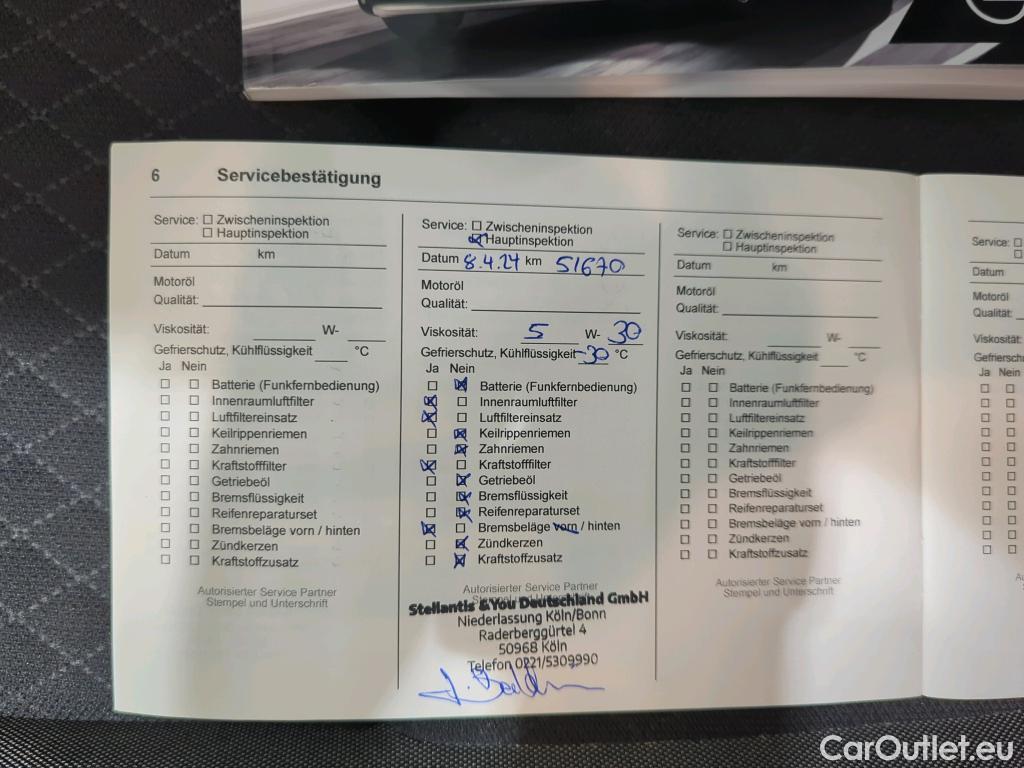 6 Servicebestätigung
Service: Zwischeninspektion
Hauptinspektion
Datum km
Motoröl
Qualität:
Viskosität: W-
Gefrierschutz, Kühlflüssigkeit °C
Ja Nein
Batterie (Funkfernbedienung)
Innenraumluftfilter
Luftfiltereinsatz
Keilrippenriemen
Zahnriemen
Kraftstofffilter
Getriebeöl
Bremsflüssigkeit
Reifenreparaturset
Bremsbeläge vorn / hinten
Zündkerzen
Kraftstoffzusatz
Autorisierter Service Partner
Stempel und Unterschrift
Service: Zwischeninspektion
Hauptinspektion
Datum 8.4.24 km 51670
Motoröl
Qualität:
Viskosität: 5 W- 30
Gefrierschutz, Kühlflüssigkeit -30 °C
Ja Nein
Batterie (Funkfernbedienung)
Innenraumluftfilter
Luftfiltereinsatz
Keilrippenriemen
Zahnriemen
Kraftstofffilter
Getriebeöl
Bremsflüssigkeit
Reifenreparaturset
Bremsbeläge vorn / hinten
Zündkerzen
Kraftstoffzusatz
Autorisierter Service Partner
Stempel und Unterschrift
Stellantis &You Deutschland GmbH
Niederlassung Köln/Bonn
Raderberggürtel 4
50968 Köln
Telefon 0221/5309990
Service: Zwischeninspektion
Hauptinspektion
Datum km
Motoröl
Qualität:
Viskosität: W-
Gefrierschutz, Kühlflüssigkeit °C
Ja Nein
Batterie (Funkfernbedienung)
Innenraumluftfilter
Luftfiltereinsatz
Keilrippenriemen
Zahnriemen
Kraftstofffilter
Getriebeöl
Bremsflüssigkeit
Reifenreparaturset
Bremsbeläge vorn / hinten
Zündkerzen
Kraftstoffzusatz
Autorisierter Service Partner
Stempel und Unterschrift
Service:
Datum
Motoröl
Qualität:
Viskosität:
Ja Nein
CarOutlet.eu